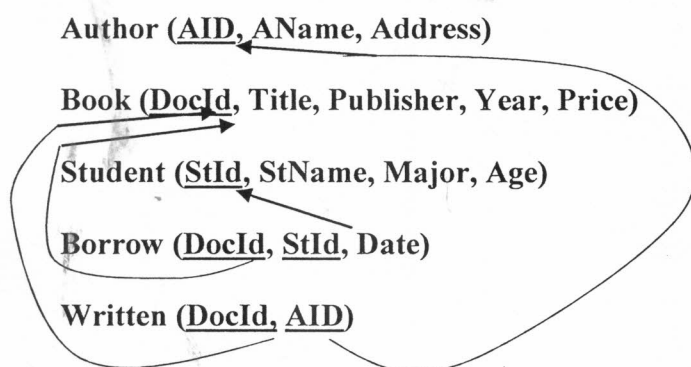 Author (AID, AName, Address)
Book (DocId, Title, Publisher, Year, Price)
Student (StId, StName, Major, Age)
Borrow (DocId, StId, Date)
Written (DocId, AID)